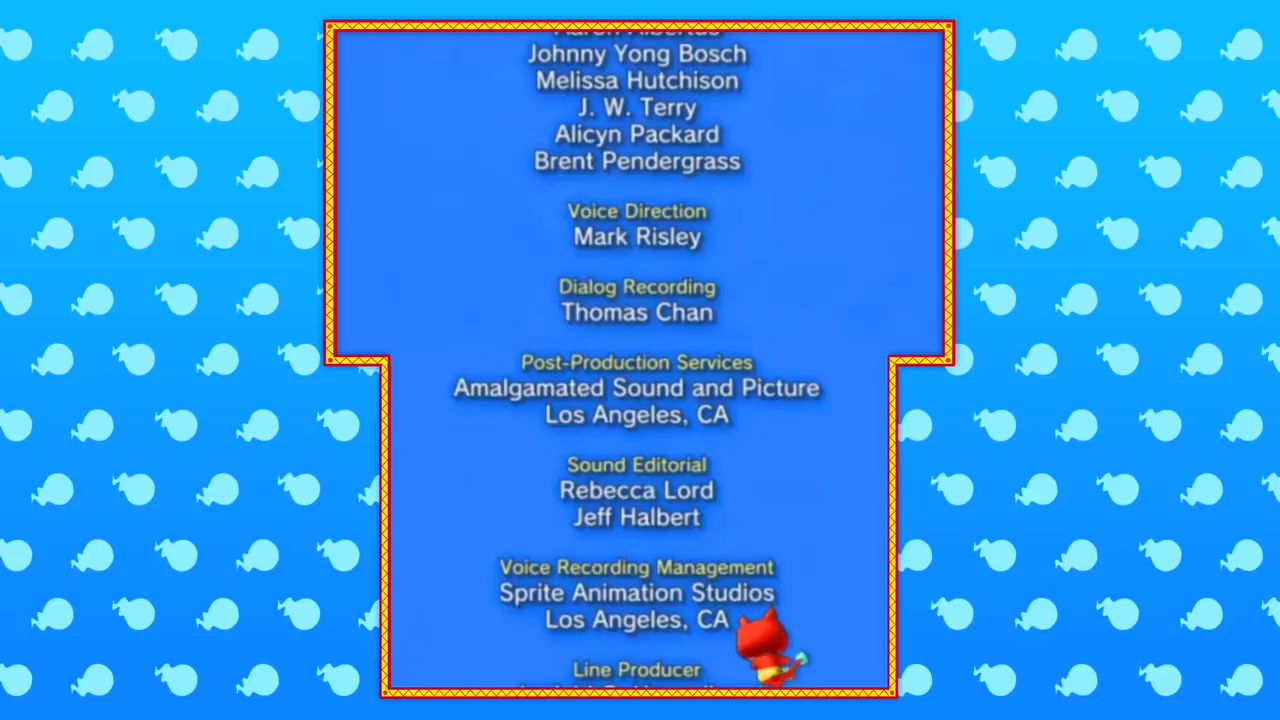 Johnny Yong Bosch
Melissa Hutchison
J. W. Terry
Alicyn Packard
Brent Pendergrass
Voice Direction
Mark Risley
Dialog Recording
Thomas Chan
Post-Production Services
Amalgamated Sound and Picture
Los Angeles, CA
Sound Editorial
Rebecca Lord
Jeff Halbert
Voice Recording Management
Sprite Animation Studios
Los Angeles, CA
Line Producer